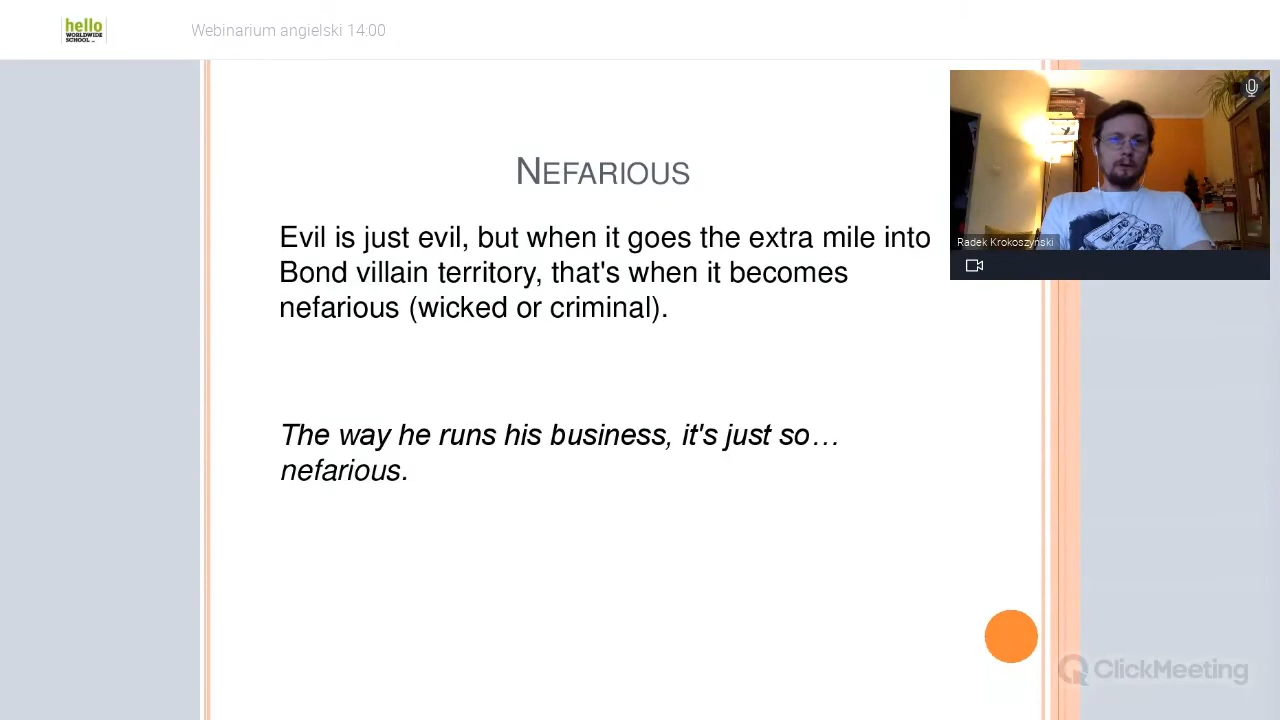 hello
WORLDWIDE
SCHOOL
Webinarium angielski 14:00
NEFARIOUS
Evil is just evil, but when it goes the extra mile into
Bond villain territory, that's when it becomes
nefarious (wicked or criminal).
The way he runs his business, it's just so…
nefarious.
Radek Krokoszyński
ClickMeeting